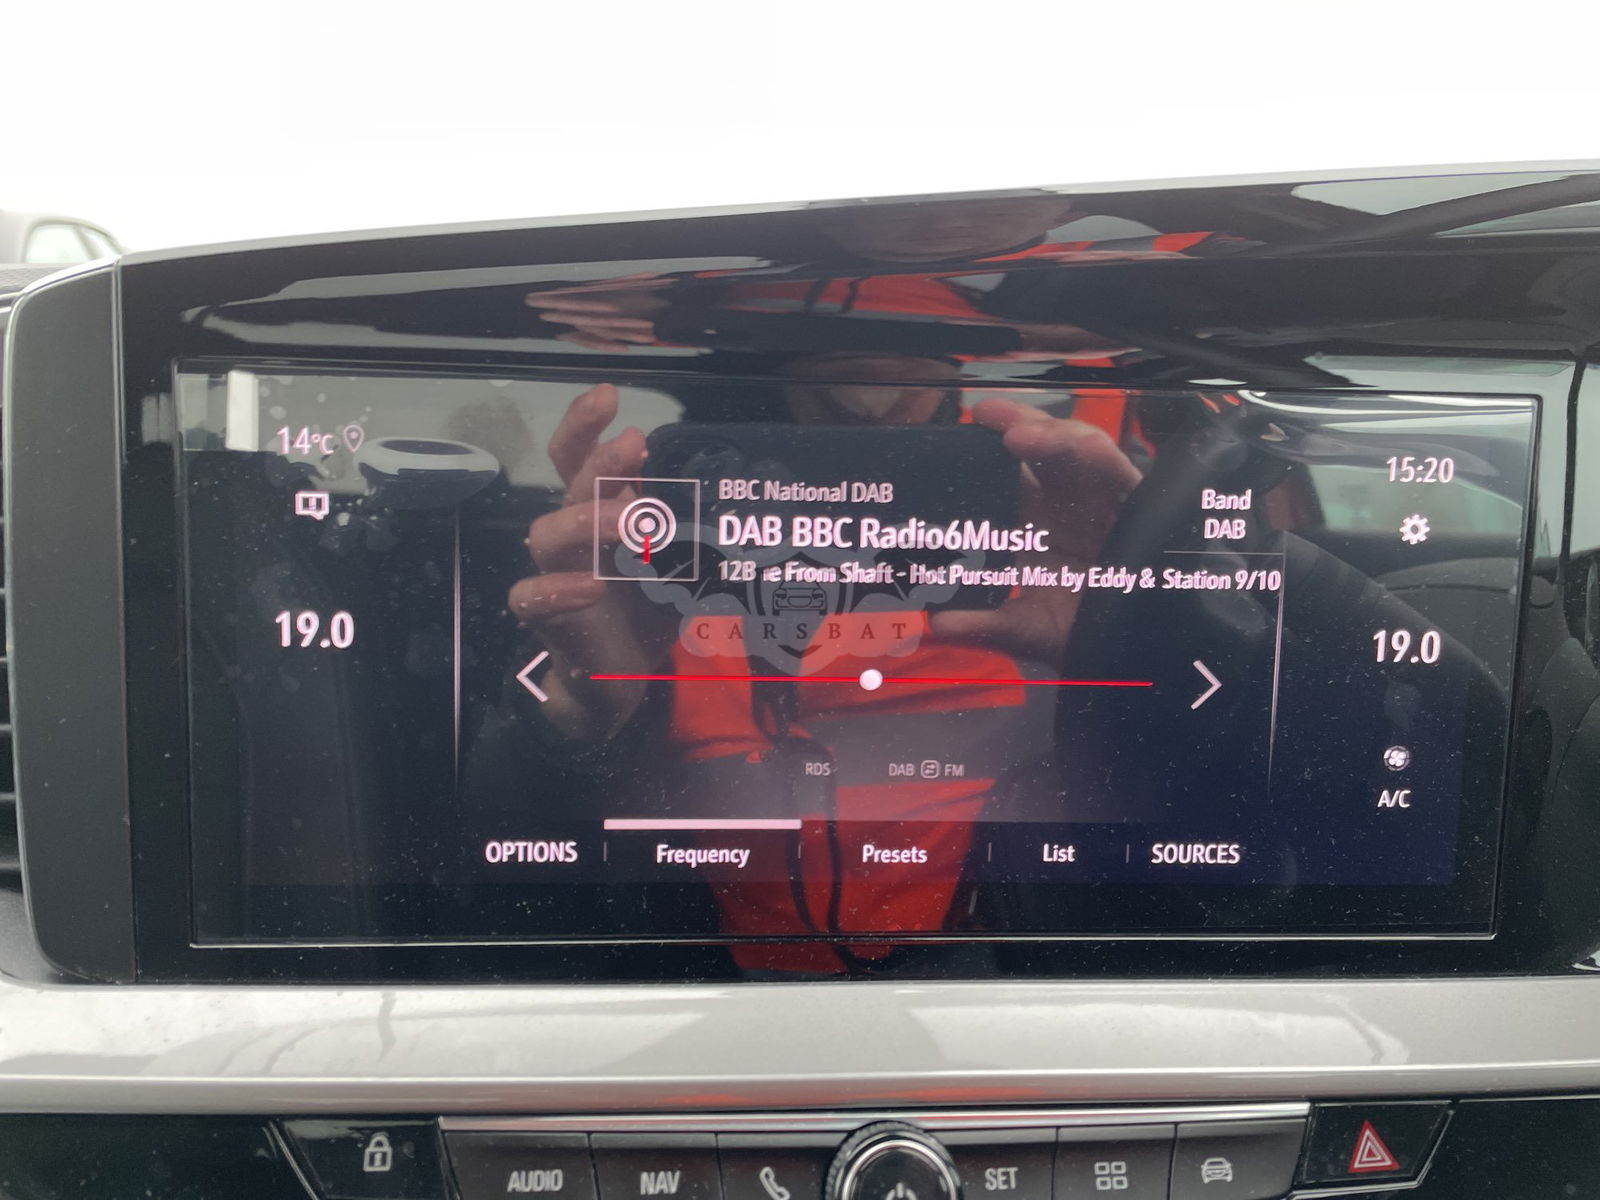 14°C
15:20
BBC National DAB
DAB BBC Radio6Music
12B ie From Shaft - Hot Pursuit Mix by Eddy & Station 9/10
Band
DAB
19.0
19.0
CARSBAT
RDS
DAB FM
A/C
OPTIONS Frequency Presets List SOURCES
AUDIO NAV SET